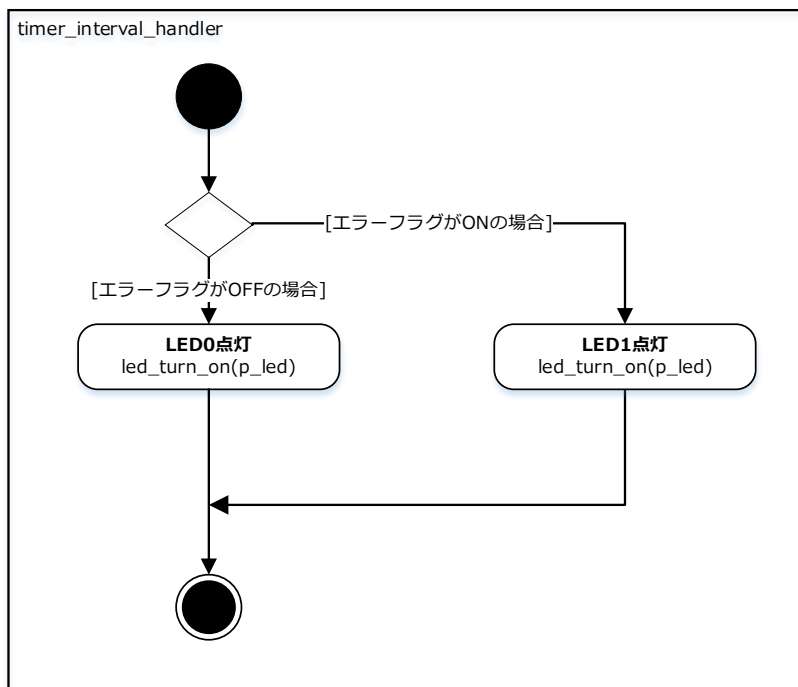 timer_interval_handler
[エラーフラグがONの場合]
[エラーフラグがOFFの場合]
LED0点灯
led_turn_on(p_led)
LED1点灯
led_turn_on(p_led)